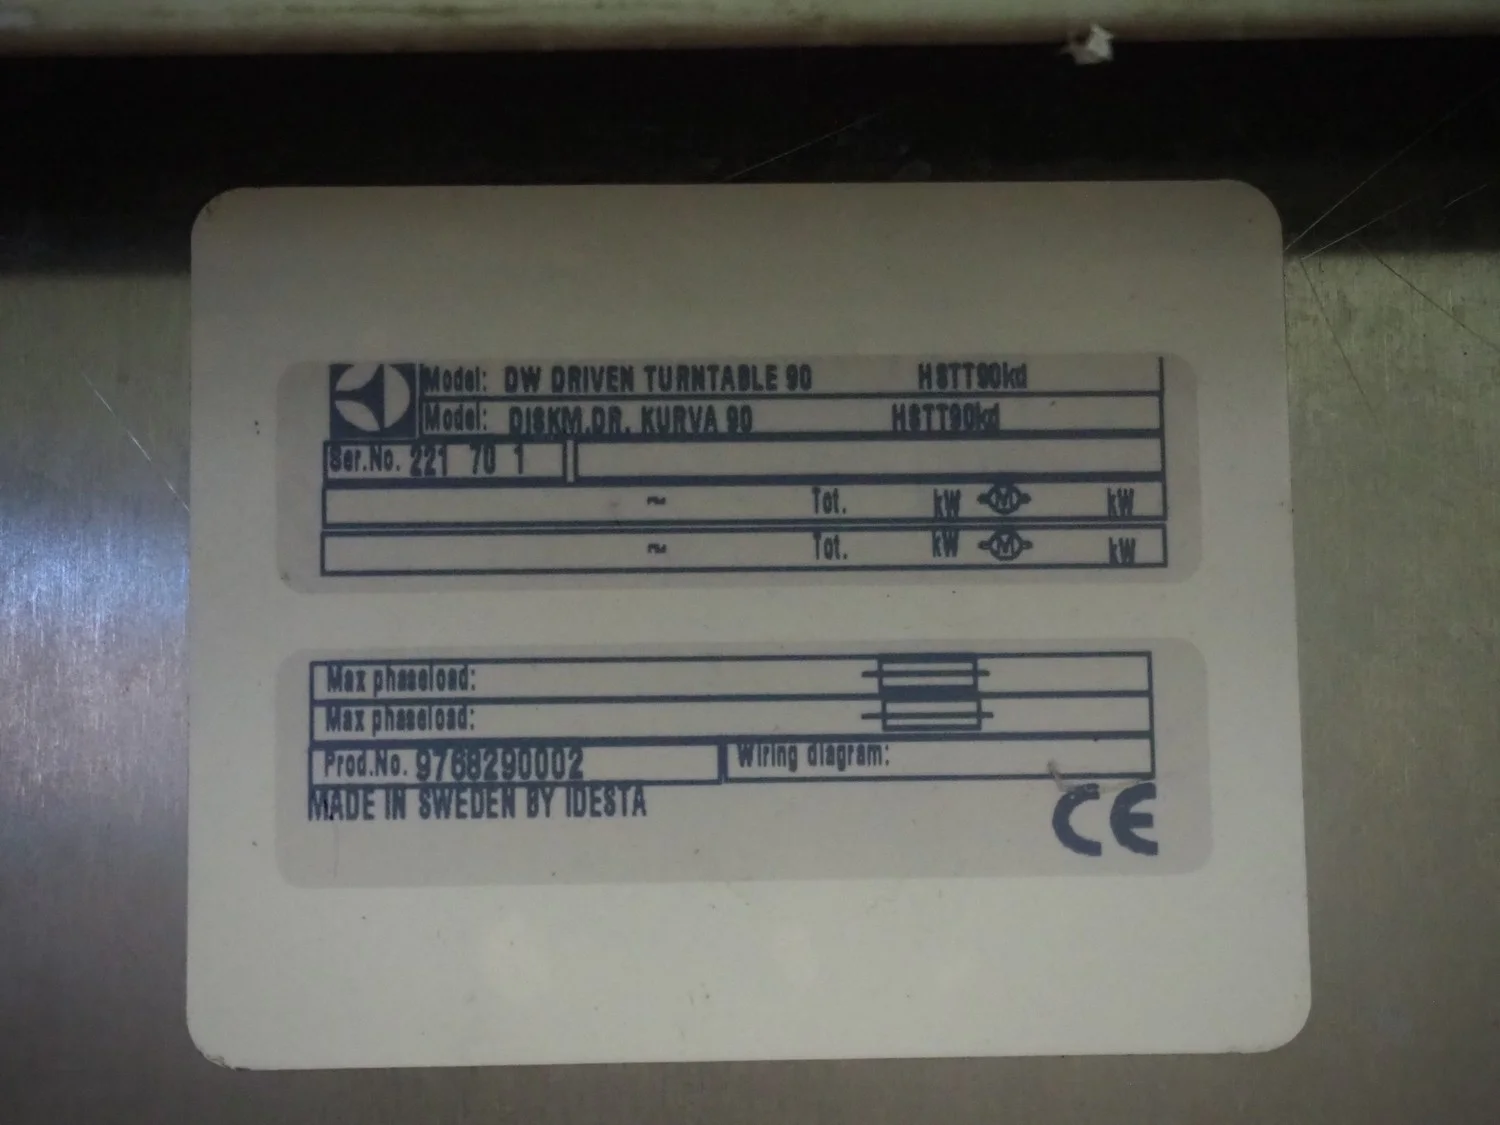 Model: DW DRIVEN TURNTABLE 90 HSTT90kd
Model: DISKM.DR. KURVA 90 HSTT90kd
Ser.No. 221 70 1
~ Tot. kW M kW
~ Tot. kW M kW
Max phaseload:
Max phaseload:
Prod.No. 9768290002 Wiring diagram:
MADE IN SWEDEN BY IDESTA
CE